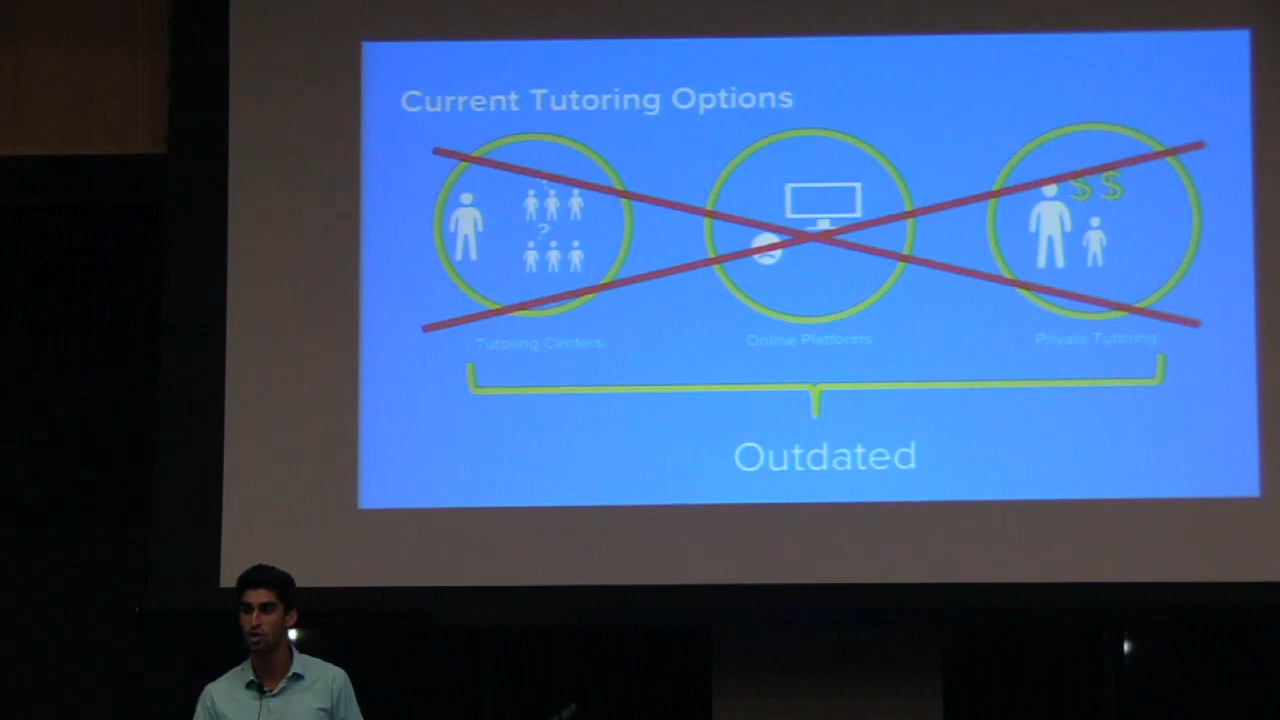 Current Tutoring Options
?
$ $
Tutoring Centers
Online Platforms
Private Tutoring
Outdated